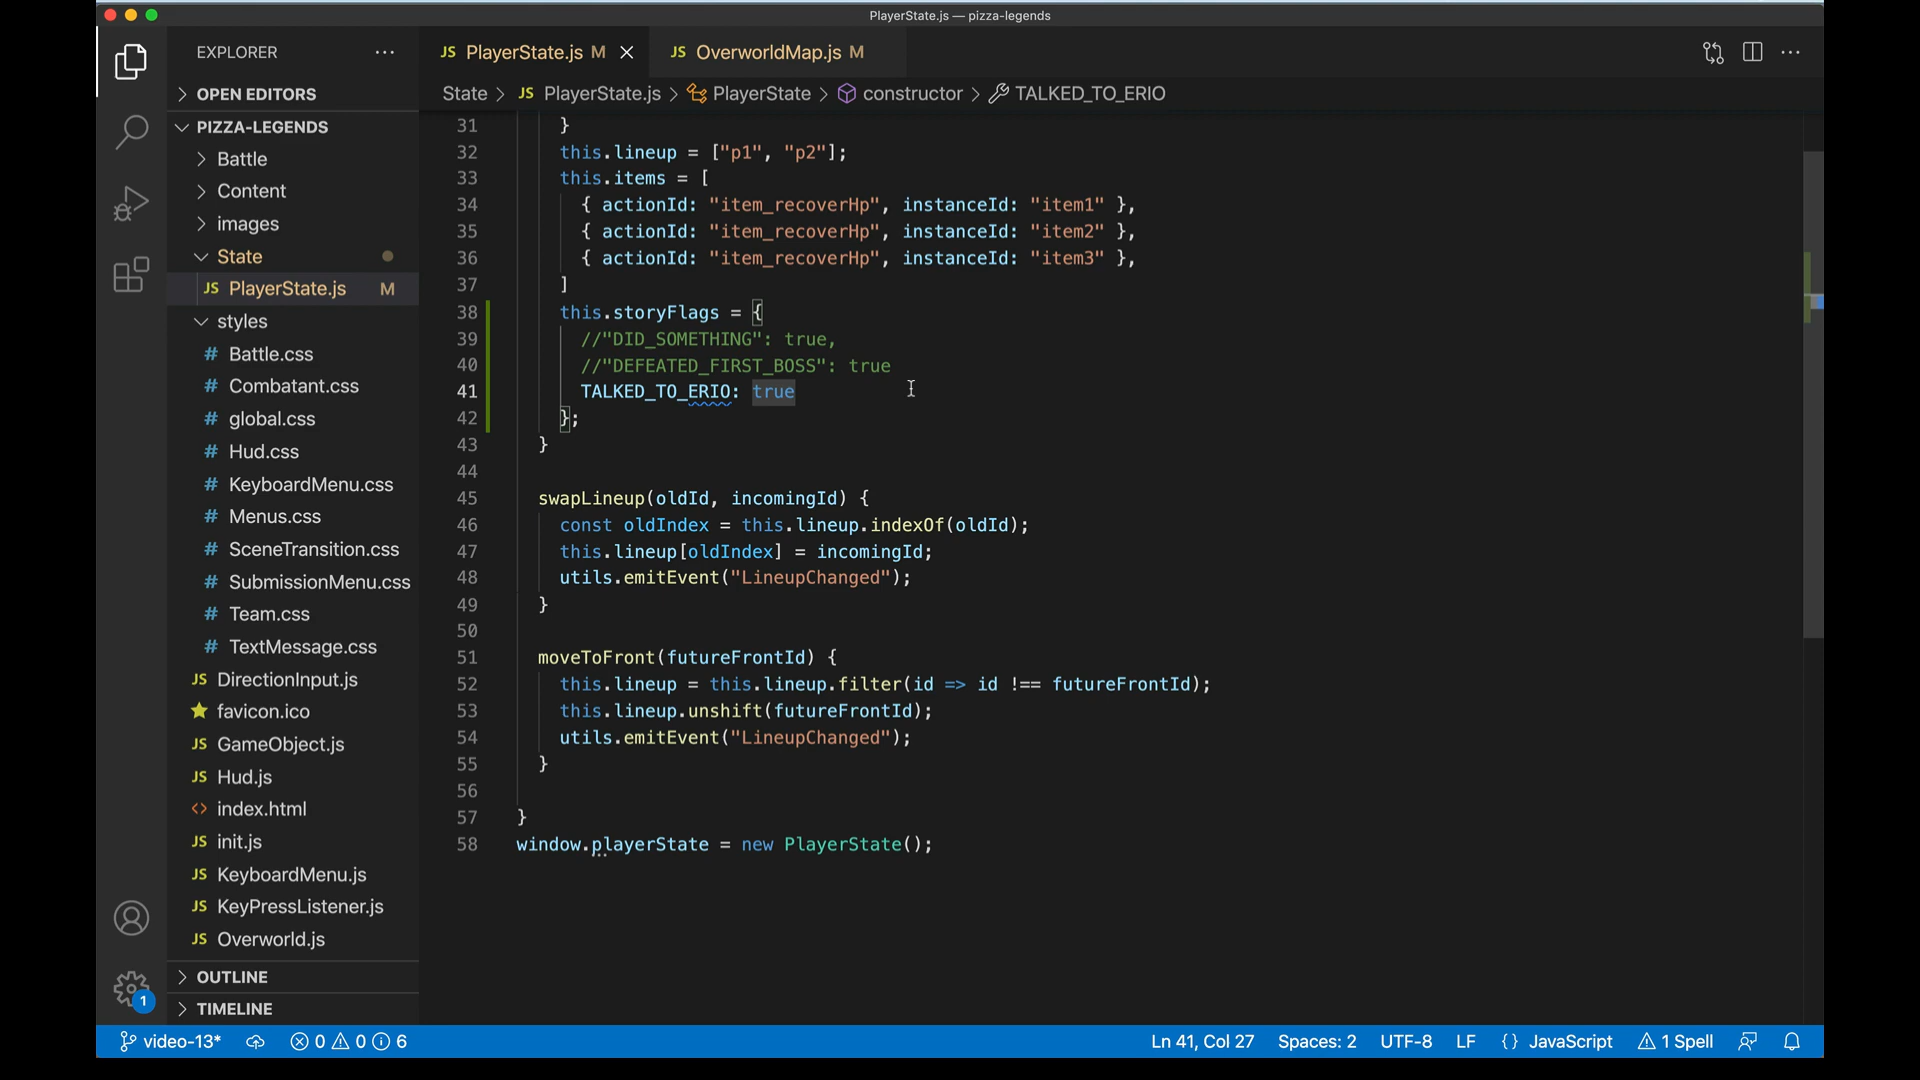 PlayerState.js — pizza-legends
EXPLORER
OPEN EDITORS
PIZZA-LEGENDS
Battle
Content
images
State
JS PlayerState.js M
styles
# Battle.css
# Combatant.css
# global.css
# Hud.css
# KeyboardMenu.css
# Menus.css
# SceneTransition.css
# SubmissionMenu.css
# Team.css
# TextMessage.css
JS DirectionInput.js
favicon.ico
JS GameObject.js
JS Hud.js
<> index.html
JS init.js
JS KeyboardMenu.js
JS KeyPressListener.js
JS Overworld.js
OUTLINE
TIMELINE
1
JS PlayerState.js M
JS OverworldMap.js M
State > JS PlayerState.js > PlayerState > constructor > TALKED_TO_ERIO
31 }
32 this.lineup = ["p1", "p2"];
33 this.items = [
34 { actionId: "item_recoverHp", instanceId: "item1" },
35 { actionId: "item_recoverHp", instanceId: "item2" },
36 { actionId: "item_recoverHp", instanceId: "item3" },
37 ]
38 this.storyFlags = {
39 //"DID_SOMETHING": true,
40 //"DEFEATED_FIRST_BOSS": true
41 TALKED_TO_ERIO: true
42 };
43 }
44
45 swapLineup(oldId, incomingId) {
46 const oldIndex = this.lineup.indexOf(oldId);
47 this.lineup[oldIndex] = incomingId;
48 utils.emitEvent("LineupChanged");
49 }
50
51 moveToFront(futureFrontId) {
52 this.lineup = this.lineup.filter(id => id !== futureFrontId);
53 this.lineup.unshift(futureFrontId);
54 utils.emitEvent("LineupChanged");
55 }
56
57 }
58 window.playerState = new PlayerState();
video-13* 0 0 6 Ln 41, Col 27 Spaces: 2 UTF-8 LF {} JavaScript 1 Spell